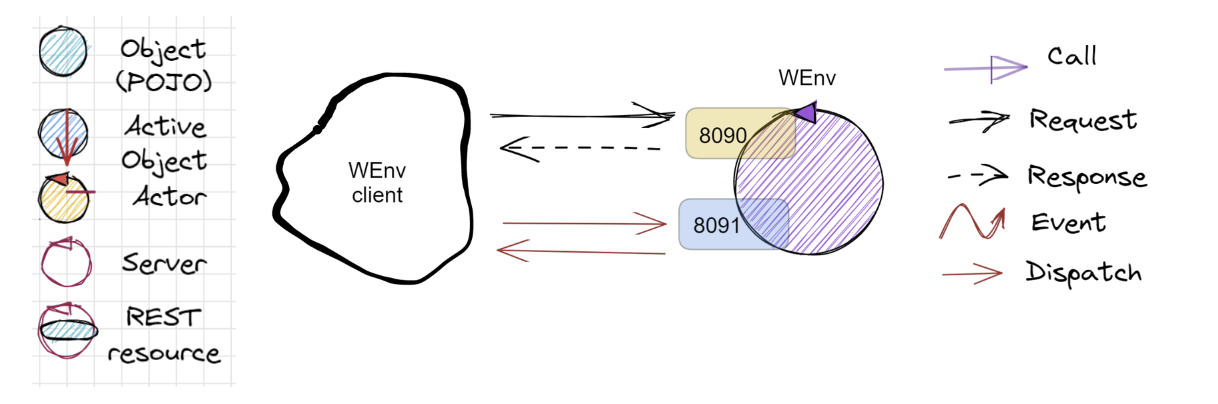 Object
(POJO)
Active
Object
Actor
Server
REST
resource
WEnv
client
WEnv
8090
8091
Call
Request
Response
Event
Dispatch